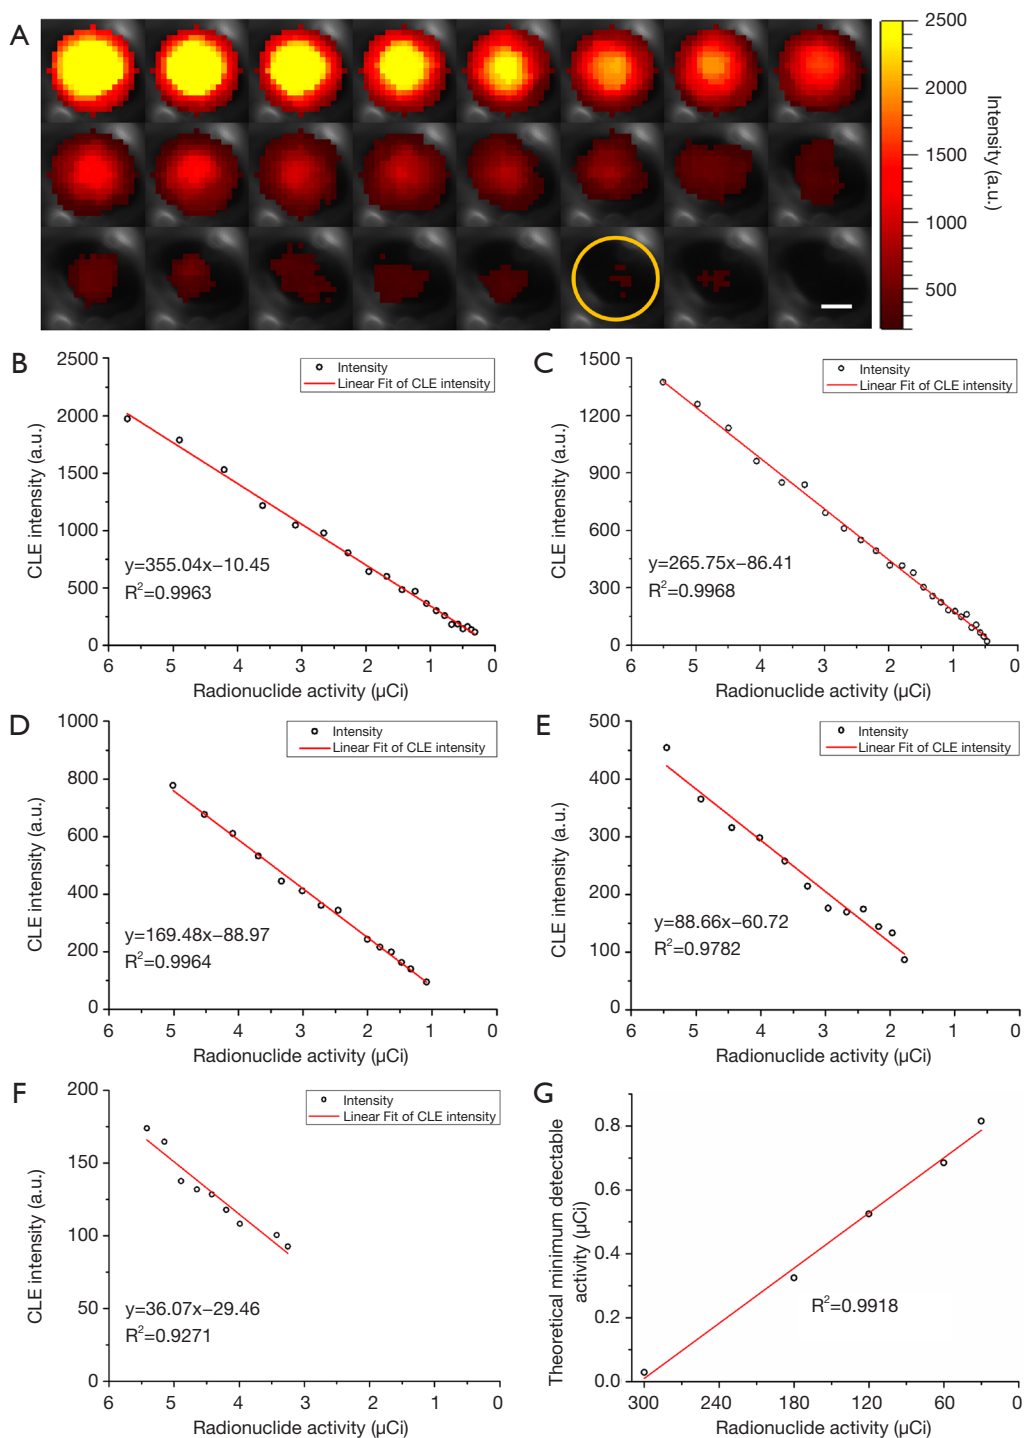 A
2500
2000
1500
1000
500
Intensity (a.u.)
B
2500
2000
1500
1000
500
0
CLE intensity (a.u.)
Intensity
Linear Fit of CLE intensity
y=355.04x−10.45
R²=0.9963
6 5 4 3 2 1 0
Radionuclide activity (μCi)
C
1500
1200
900
600
300
0
CLE intensity (a.u.)
Intensity
Linear Fit of CLE intensity
y=265.75x−86.41
R²=0.9968
6 5 4 3 2 1 0
Radionuclide activity (μCi)
D
1000
800
600
400
200
0
CLE intensity (a.u.)
Intensity
Linear Fit of CLE intensity
y=169.48x−88.97
R²=0.9964
6 5 4 3 2 1 0
Radionuclide activity (μCi)
E
500
400
300
200
100
0
CLE intensity (a.u.)
Intensity
Linear Fit of CLE intensity
y=88.66x−60.72
R²=0.9782
6 5 4 3 2 1 0
Radionuclide activity (μCi)
F
200
150
100
50
0
CLE intensity (a.u.)
Intensity
Linear Fit of CLE intensity
y=36.07x−29.46
R²=0.9271
6 5 4 3 2 1 0
Radionuclide activity (μCi)
G
0.8
0.6
0.4
0.2
0.0
Theoretical minimum detectable
activity (μCi)
R²=0.9918
300 240 180 120 60 0
Radionuclide activity (μCi)